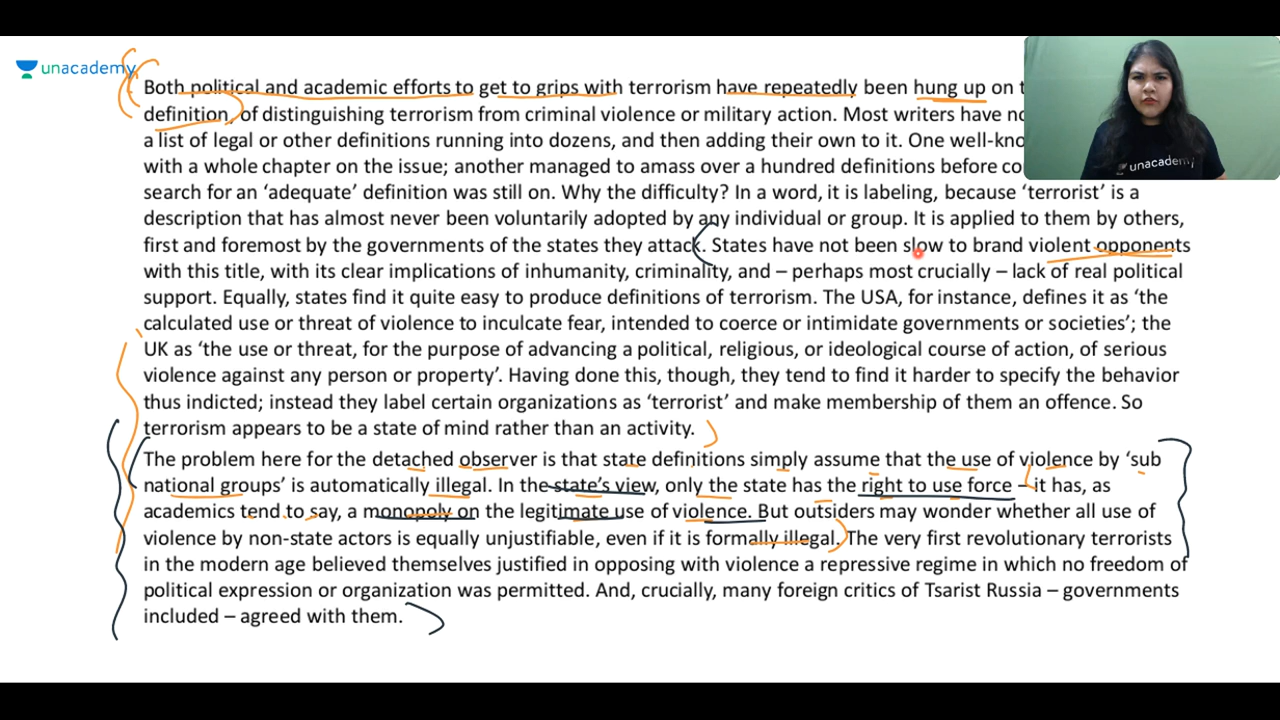 unacademy
Both political and academic efforts to get to grips with terrorism have repeatedly been hung up on
definition, of distinguishing terrorism from criminal violence or military action. Most writers have
a list of legal or other definitions running into dozens, and then adding their own to it. One
with a whole chapter on the issue; another managed to amass over a hundred definitions before
search for an ‘adequate’ definition was still on. Why the difficulty? In a word, it is labeling, because ‘terrorist’ is a
description that has almost never been voluntarily adopted by any individual or group. It is applied to them by others,
first and foremost by the governments of the states they attack. States have not been slow to brand violent opponents
with this title, with its clear implications of inhumanity, criminality, and – perhaps most crucially – lack of real political
support. Equally, states find it quite easy to produce definitions of terrorism. The USA, for instance, defines it as ‘the
calculated use or threat of violence to inculcate fear, intended to coerce or intimidate governments or societies’; the
UK as ‘the use or threat, for the purpose of advancing a political, religious, or ideological course of action, of serious
violence against any person or property’. Having done this, though, they tend to find it harder to specify the behavior
thus indicted; instead they label certain organizations as ‘terrorist’ and make membership of them an offence. So
terrorism appears to be a state of mind rather than an activity.
The problem here for the detached observer is that state definitions simply assume that the use of violence by ‘sub
national groups’ is automatically illegal. In the state’s view, only the state has the right to use force – it has, as
academics tend to say, a monopoly on the legitimate use of violence. But outsiders may wonder whether all use of
violence by non-state actors is equally unjustifiable, even if it is formally illegal. The very first revolutionary terrorists
in the modern age believed themselves justified in opposing with violence a repressive regime in which no freedom of
political expression or organization was permitted. And, crucially, many foreign critics of Tsarist Russia – governments
included – agreed with them.
unacademy